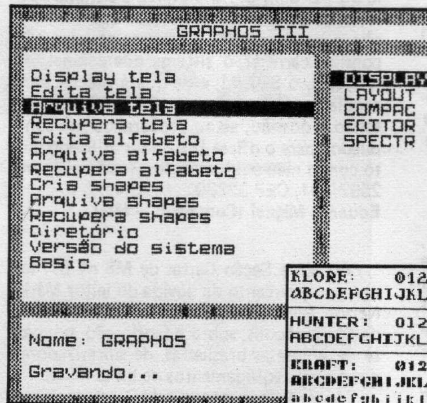 GRAPHOS III
Display tela
Edita tela
Arquiva tela
Recupera tela
Edita alfabeto
Arquiva alfabeto
Recupera alfabeto
Cria shapes
Arquiva shapes
Recupera shapes
Diretório
Versão do sistema
Basic
DISPLAY
LAYOUT
COMPAC
EDITOR
SPECTR
Nome: GRAPHOS
Gravando...
KLORE: 012
ABCDEFGHIJKL
HUNTER: 012
ABCDEFGHIJKL
KRAFT: 012
ABCDEFGHIJKL
abcdefghijkl